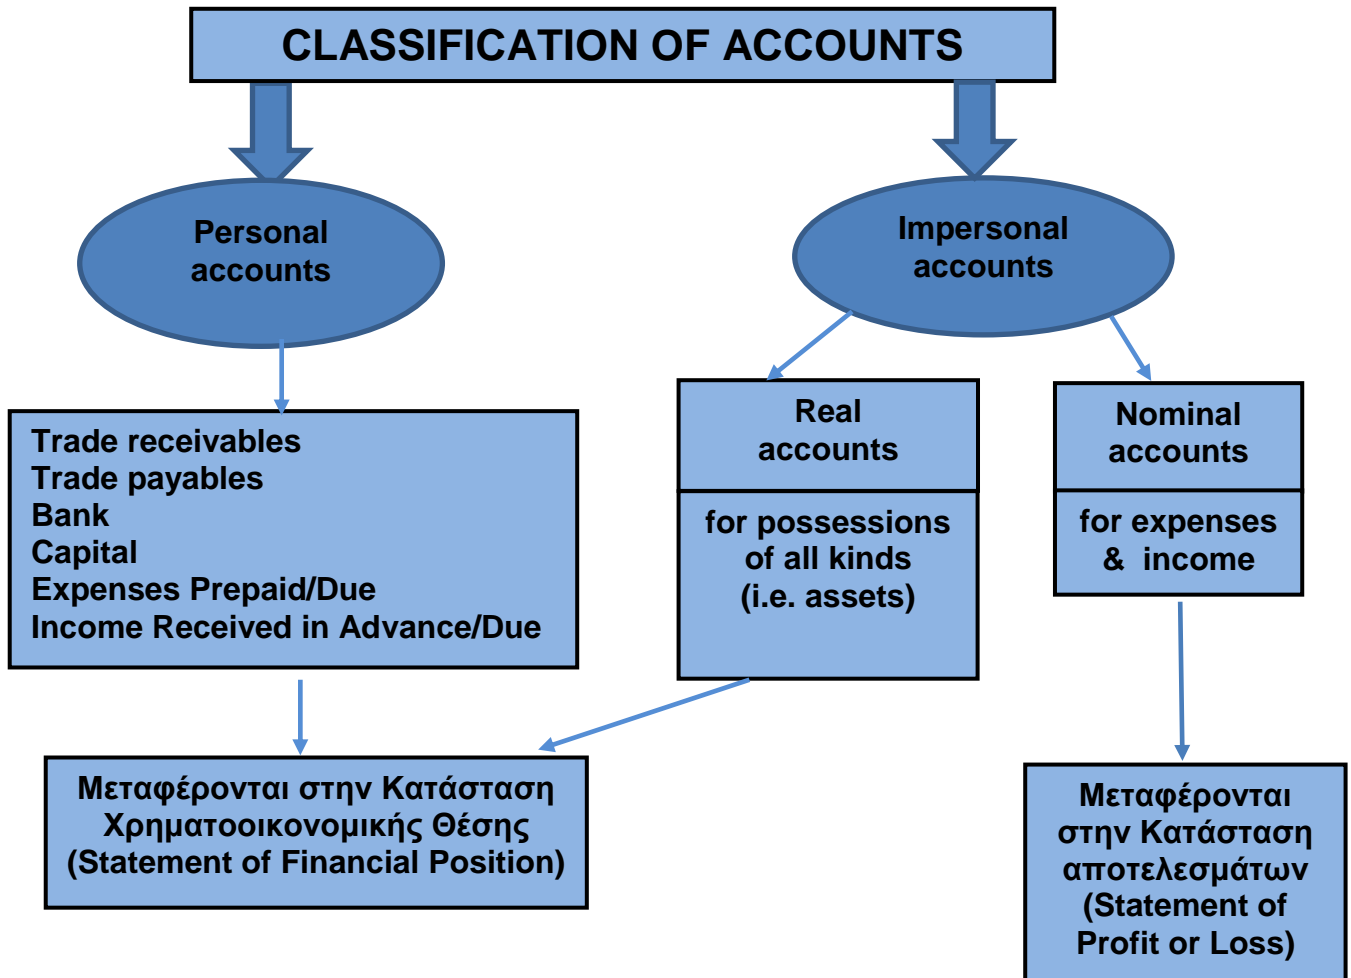 CLASSIFICATION OF ACCOUNTS
Personal
accounts
Impersonal
accounts
Trade receivables
Trade payables
Bank
Capital
Expenses Prepaid/Due
Income Received in Advance/Due
Real
accounts
for possessions
of all kinds
(i.e. assets)
Nominal
accounts
for expenses
& income
Μεταφέρονται στην Κατάσταση
Χρηματοοικονομικής Θέσης
(Statement of Financial Position)
Μεταφέρονται
στην Κατάσταση
αποτελεσμάτων
(Statement of
Profit or Loss)